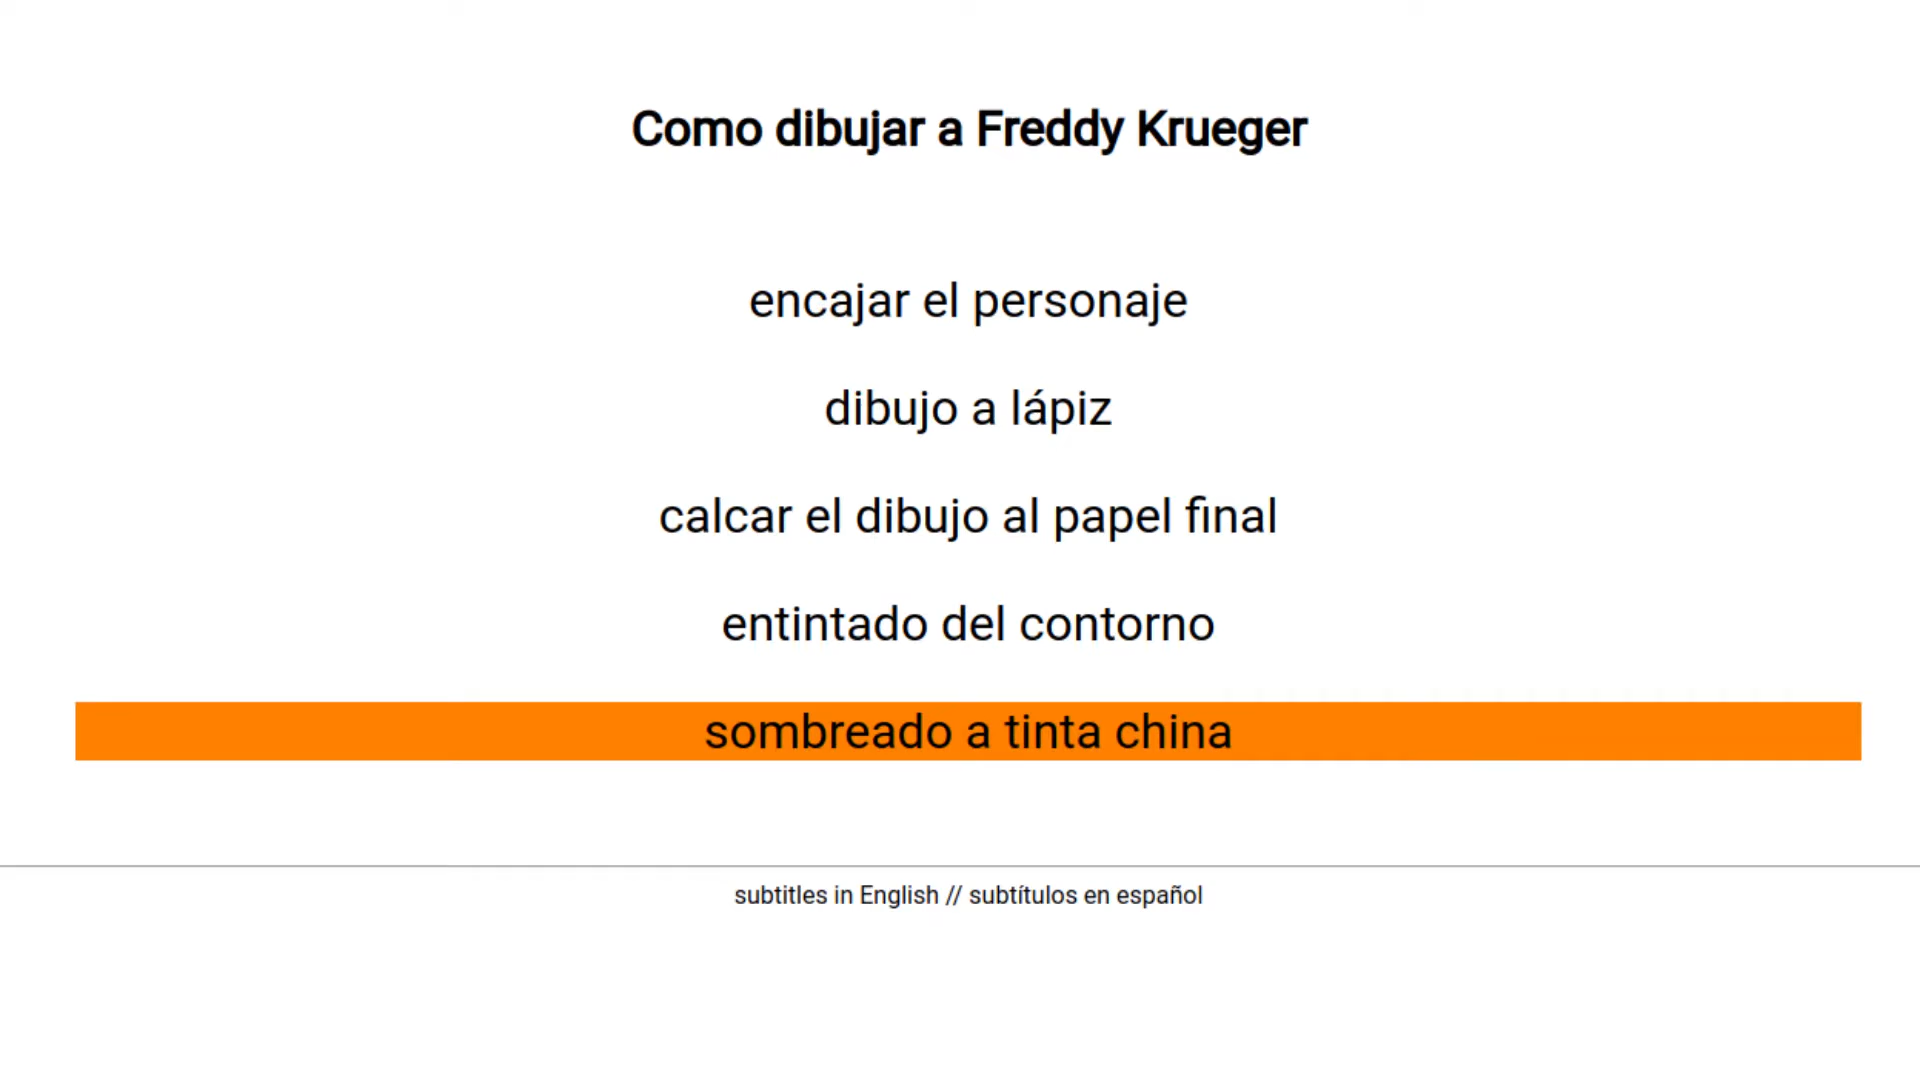 Como dibujar a Freddy Krueger
encajar el personaje
dibujo a lápiz
calcar el dibujo al papel final
entintado del contorno
sombreado a tinta china
subtitles in English // subtítulos en español